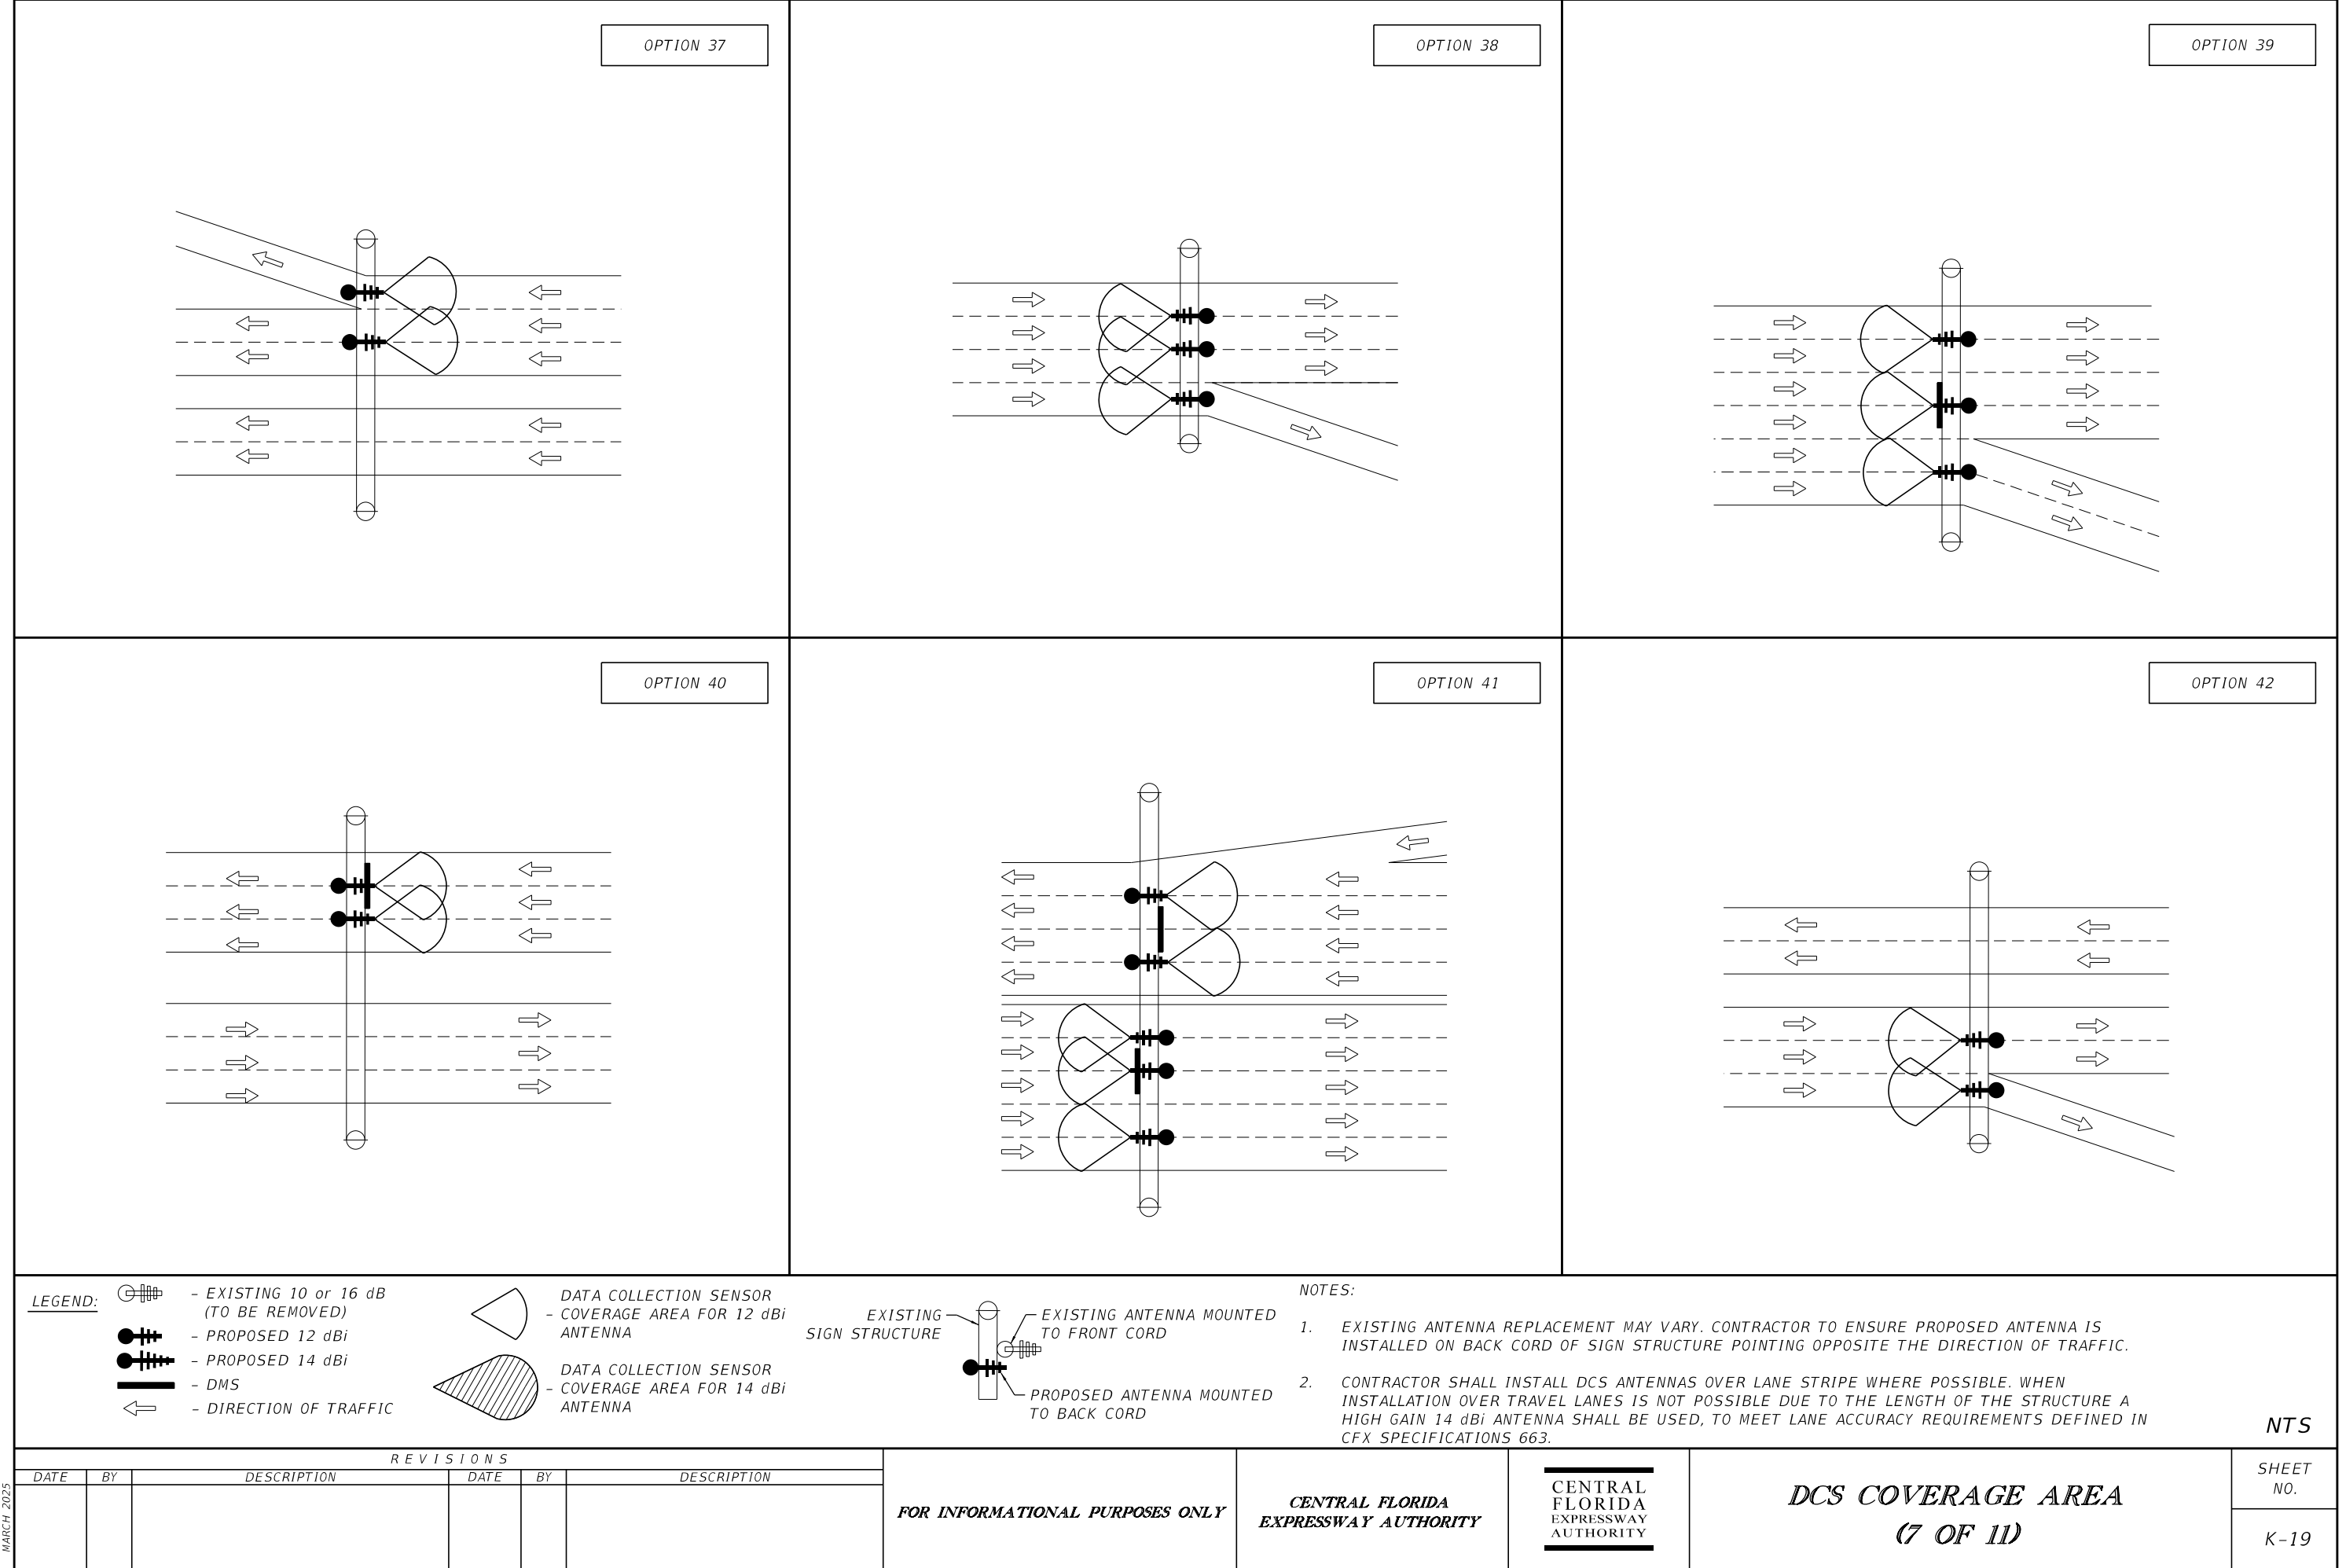 OPTION 37
OPTION 38
OPTION 39
OPTION 40
OPTION 41
OPTION 42
LEGEND:
- EXISTING 10 or 16 dB
(TO BE REMOVED)
- PROPOSED 12 dBi
- PROPOSED 14 dBi
- DMS
- DIRECTION OF TRAFFIC
DATA COLLECTION SENSOR
- COVERAGE AREA FOR 12 dBi
ANTENNA
DATA COLLECTION SENSOR
- COVERAGE AREA FOR 14 dBi
ANTENNA
EXISTING
SIGN STRUCTURE
EXISTING ANTENNA MOUNTED
TO FRONT CORD
PROPOSED ANTENNA MOUNTED
TO BACK CORD
NOTES:
1. EXISTING ANTENNA REPLACEMENT MAY VARY. CONTRACTOR TO ENSURE PROPOSED ANTENNA IS
INSTALLED ON BACK CORD OF SIGN STRUCTURE POINTING OPPOSITE THE DIRECTION OF TRAFFIC.
2. CONTRACTOR SHALL INSTALL DCS ANTENNAS OVER LANE STRIPE WHERE POSSIBLE. WHEN
INSTALLATION OVER TRAVEL LANES IS NOT POSSIBLE DUE TO THE LENGTH OF THE STRUCTURE A
HIGH GAIN 14 dBi ANTENNA SHALL BE USED, TO MEET LANE ACCURACY REQUIREMENTS DEFINED IN
CFX SPECIFICATIONS 663.
NTS
MARCH 2025
REVISIONS
DATE BY DESCRIPTION DATE BY DESCRIPTION
FOR INFORMATIONAL PURPOSES ONLY
CENTRAL FLORIDA
EXPRESSWAY AUTHORITY
CENTRAL
FLORIDA
EXPRESSWAY
AUTHORITY
DCS COVERAGE AREA
(7 OF 11)
SHEET
NO.
K-19